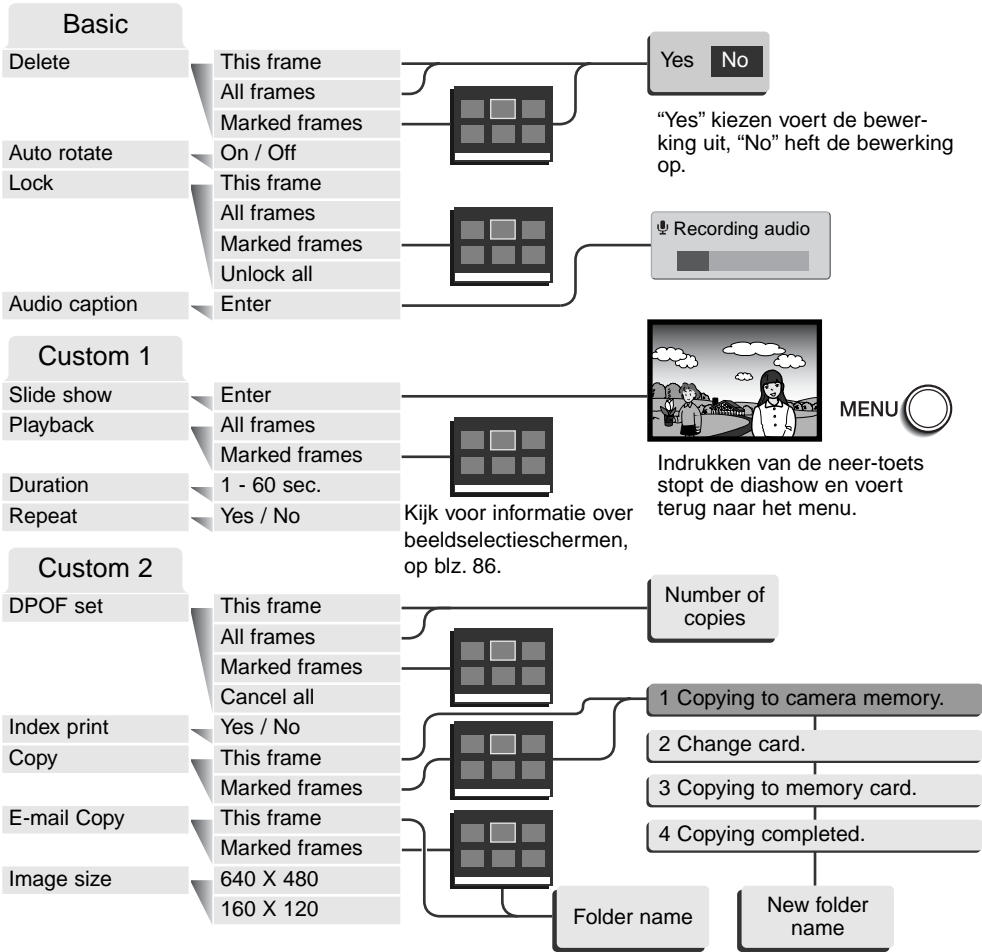 Basic
Delete
This frame
All frames
Marked frames
Yes No
“Yes” kiezen voert de bewer-
king uit, “No” heft de bewerking
op.
Auto rotate
On / Off
Lock
This frame
All frames
Marked frames
Unlock all
Recording audio
Audio caption
Enter
Custom 1
Slide show
Enter
MENU
Playback
All frames
Marked frames
Indrukken van de neer-toets
stopt de diashow en voert
terug naar het menu.
Duration
1 - 60 sec.
Repeat
Yes / No
Kijk voor informatie over
beeldselectieschermen,
op blz. 86.
Custom 2
DPOF set
This frame
All frames
Marked frames
Cancel all
Number of
copies
Index print
Yes / No
Copy
This frame
Marked frames
1 Copying to camera memory.
2 Change card.
3 Copying to memory card.
4 Copying completed.
New folder
name
E-mail Copy
This frame
Marked frames
Image size
640 X 480
160 X 120
Folder name